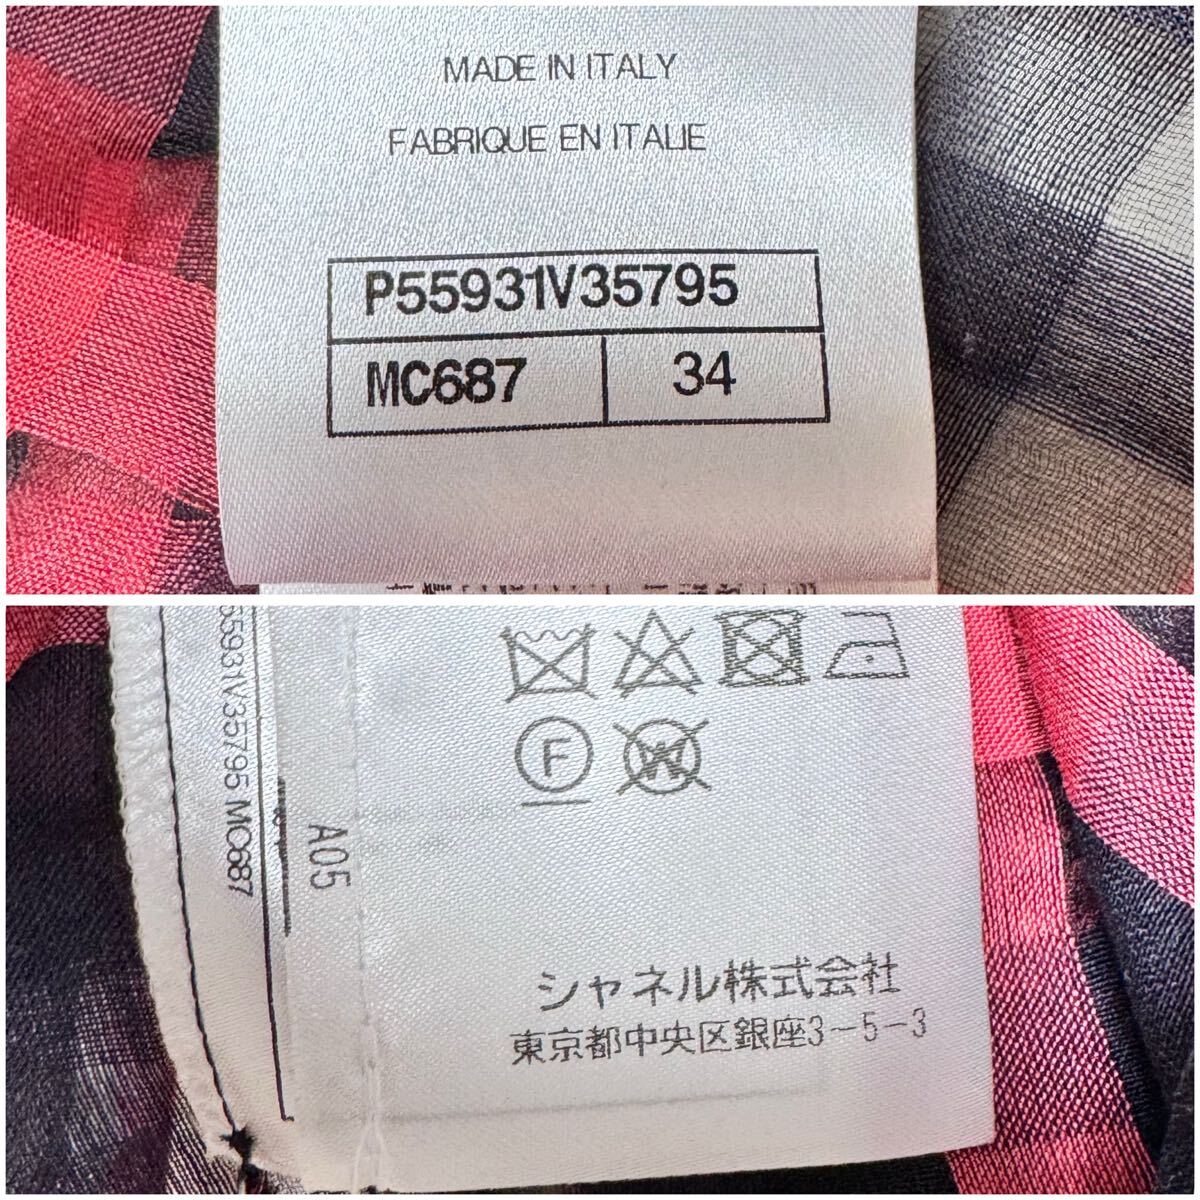 MADE IN ITALY
FABRIQUE EN ITALIE
P55931V35795
MC687 34
55931V35795 MC687
A05
F
W
シャネル株式会社
東京都中央区銀座3-5-3